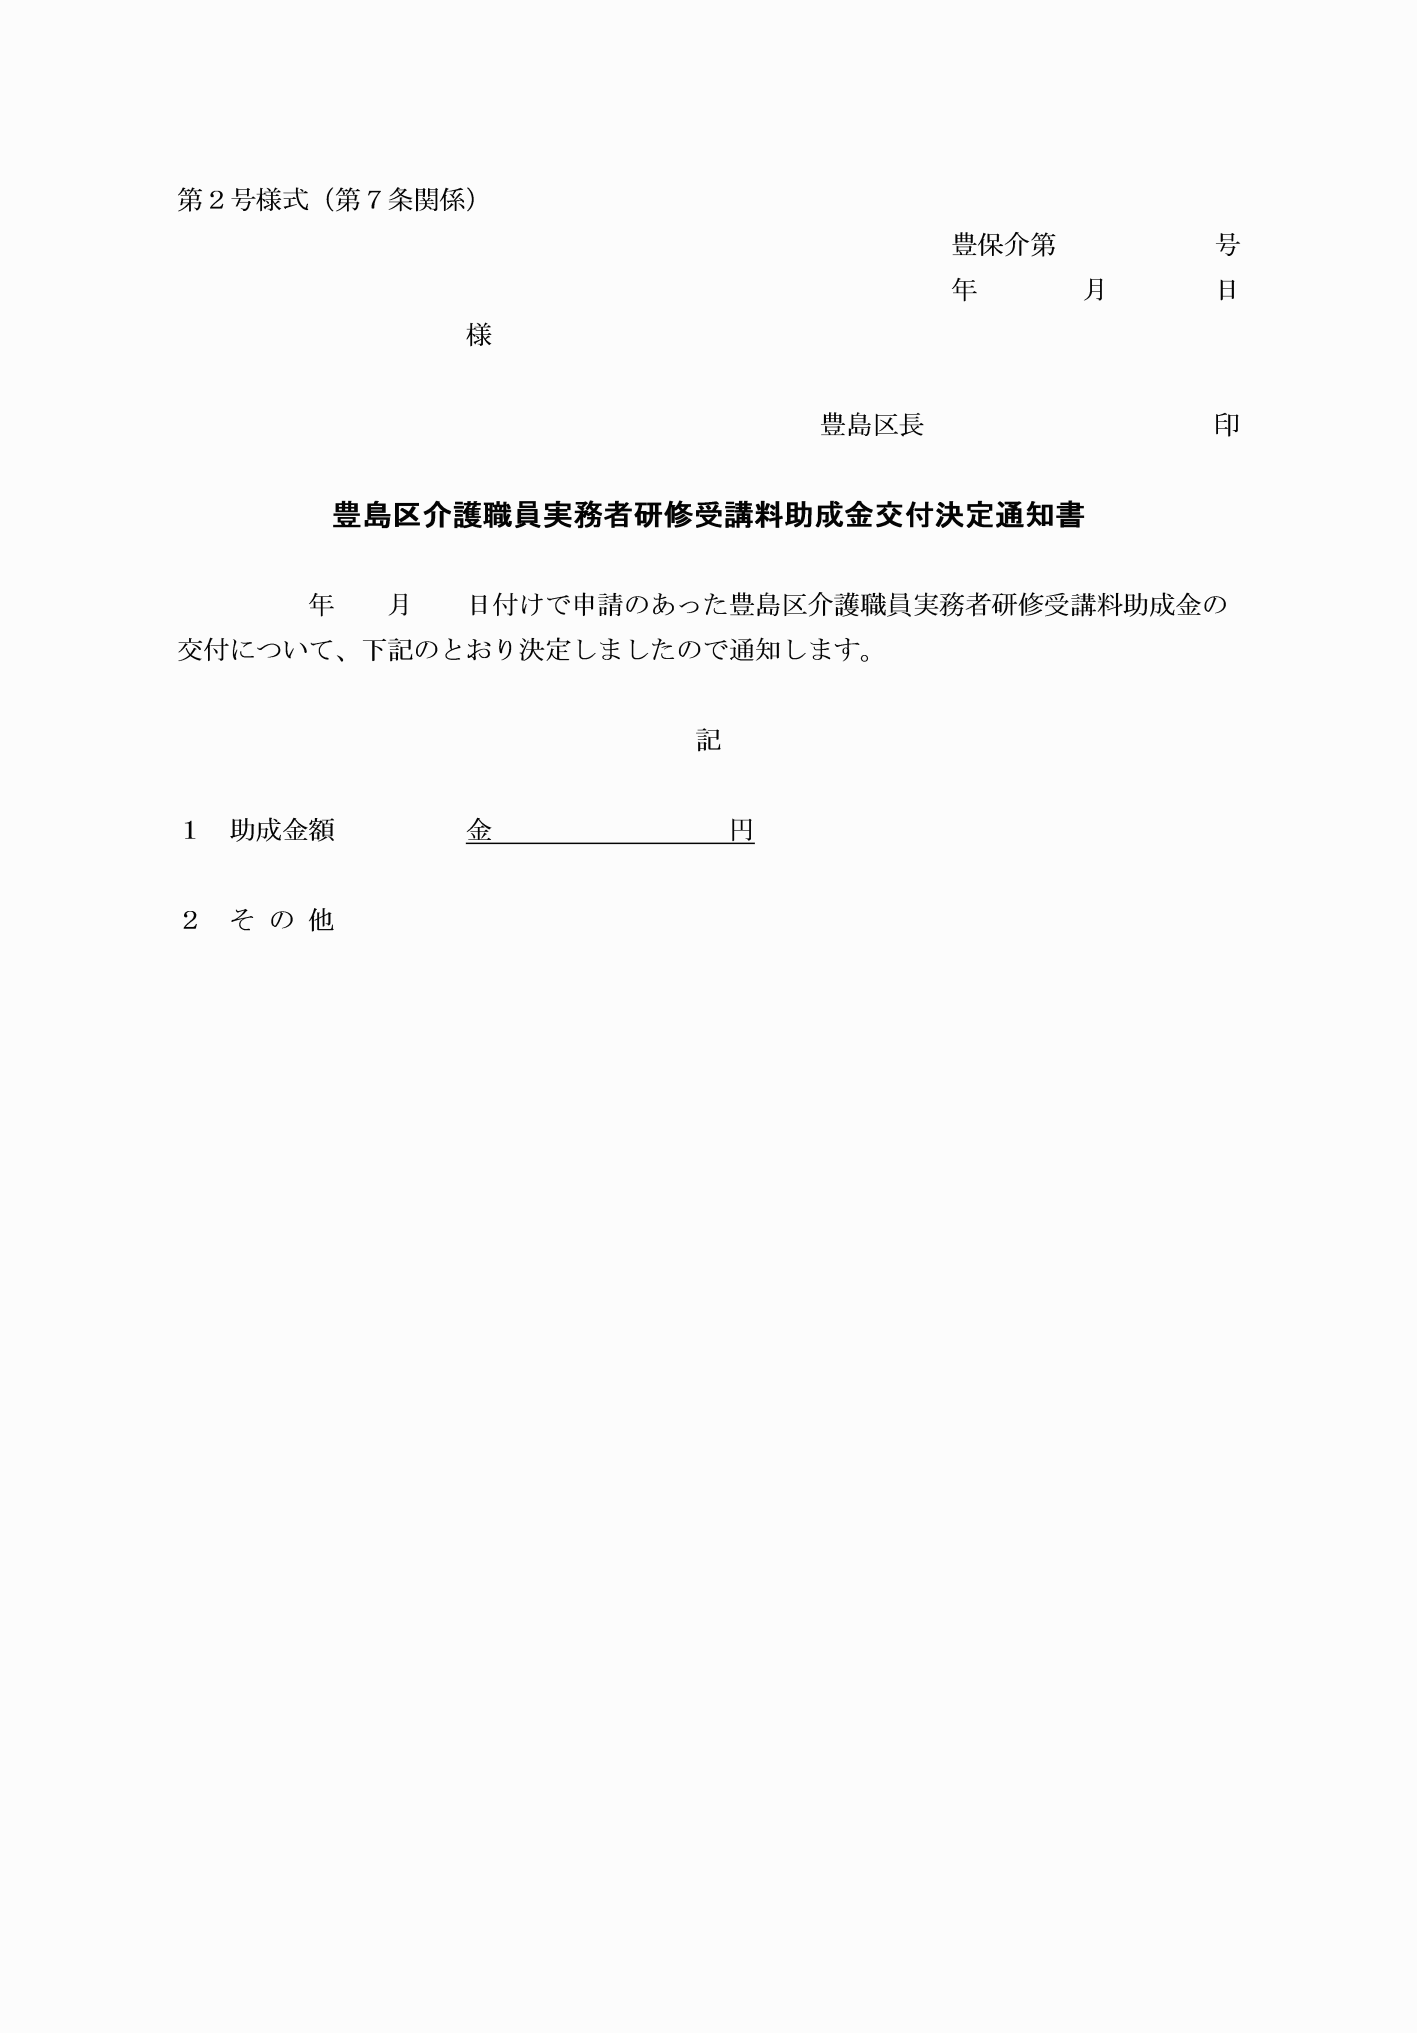 第２号様式（第７条関係）
豊保介第　　　　　　号
年　　　　月　　　　日
様
豊島区長　　　　　　　　　　　印
豊島区介護職員実務者研修受講料助成金交付決定通知書
年　　月　　日付けで申請のあった豊島区介護職員実務者研修受講料助成金の
交付について、下記のとおり決定しましたので通知します。
記
１　助成金額　　　　　金　　　　　　　　　円
２　そ の 他